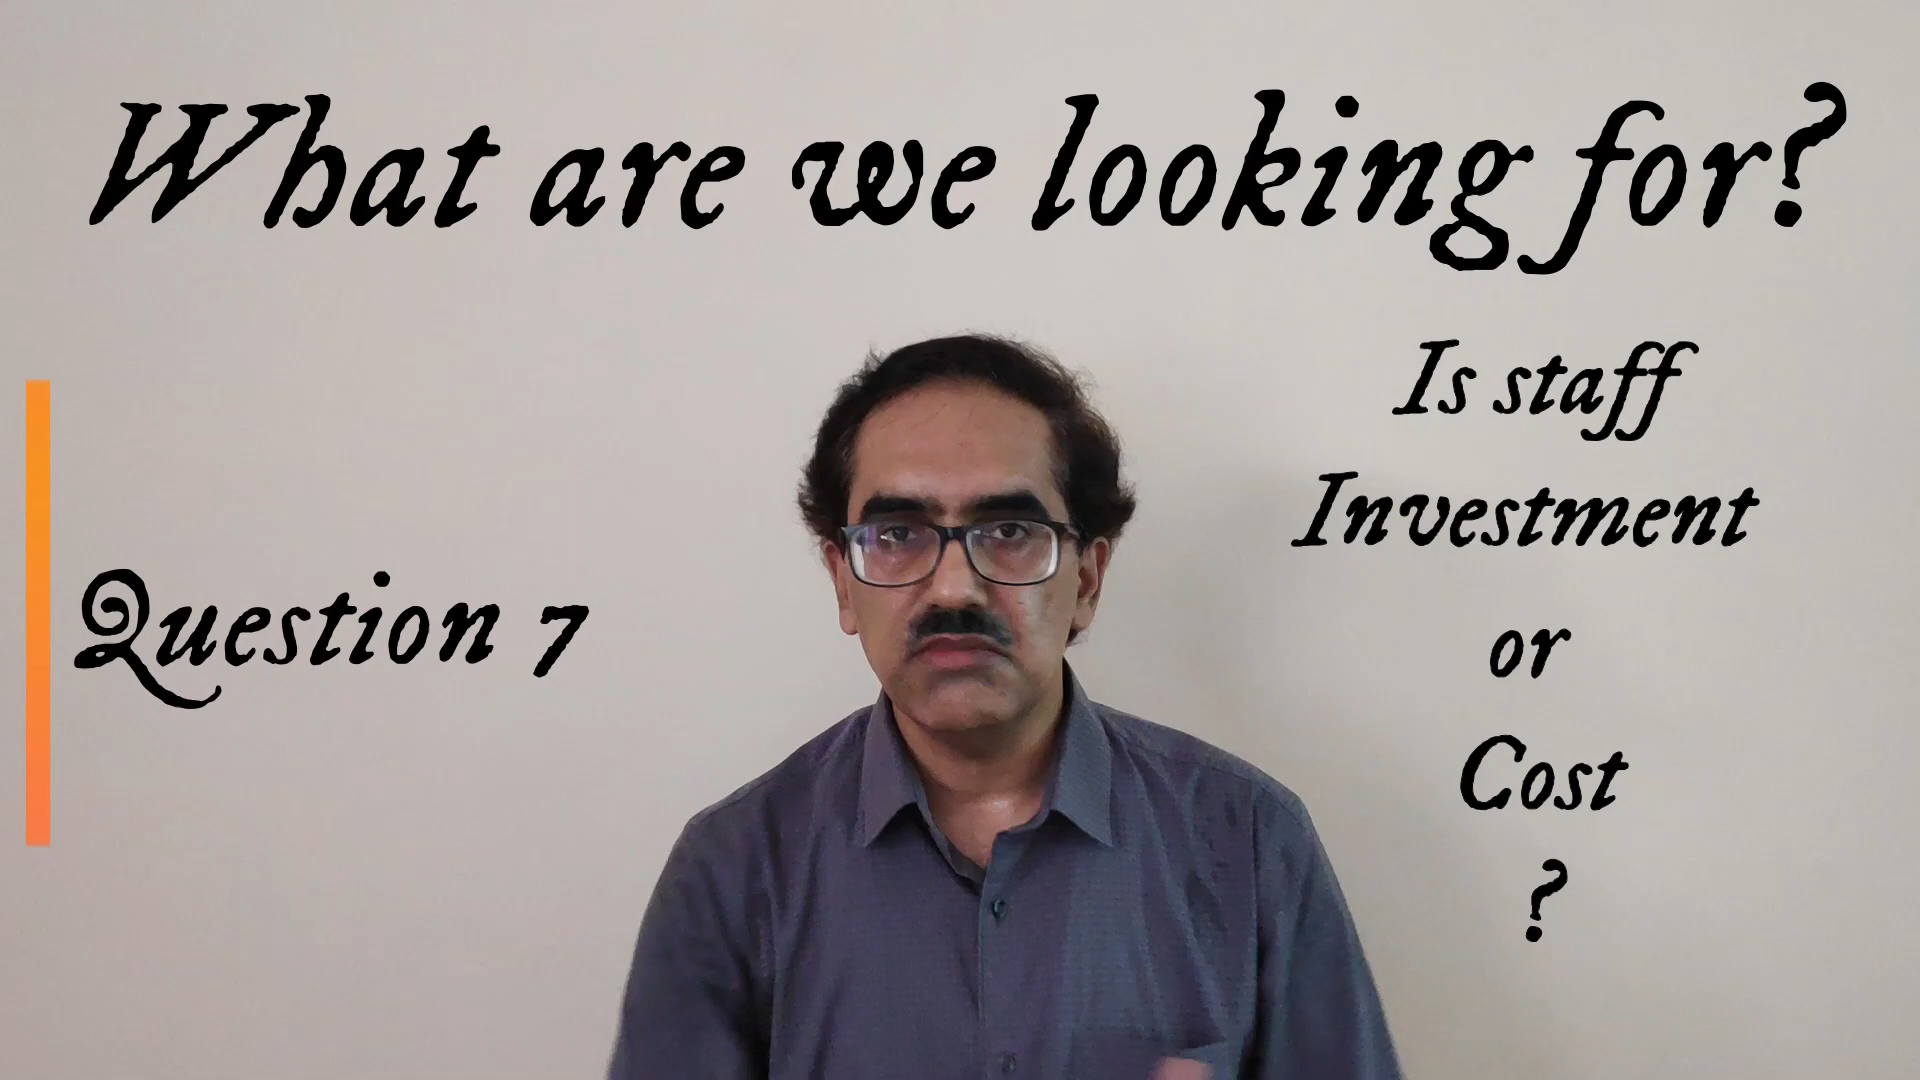 What are we looking for?
Question 7
Is staff
Investment
or
Cost
?